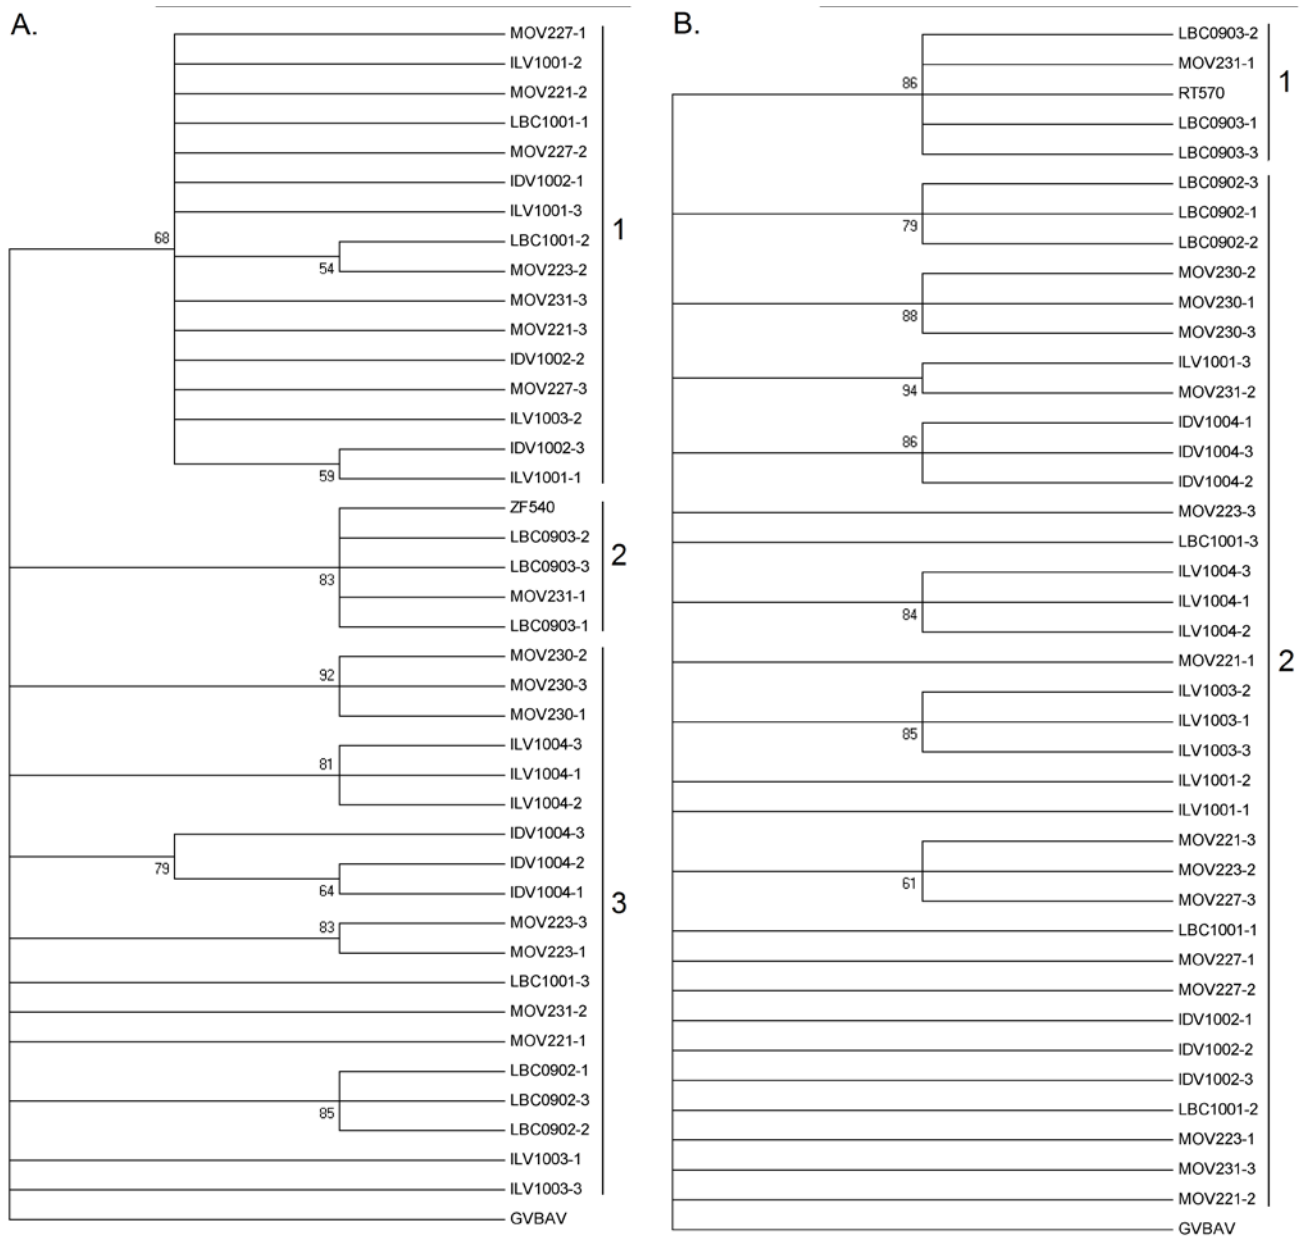 A.
MOV227-1
ILV1001-2
MOV221-2
LBC1001-1
MOV227-2
IDV1002-1
ILV1001-3
1
68
LBC1001-2
54
MOV223-2
MOV231-3
MOV221-3
IDV1002-2
MOV227-3
ILV1003-2
IDV1002-3
59
ILV1001-1
ZF540
LBC0903-2
2
LBC0903-3
83
MOV231-1
LBC0903-1
MOV230-2
92
MOV230-3
MOV230-1
ILV1004-3
81
ILV1004-1
ILV1004-2
IDV1004-3
79
IDV1004-2
64
IDV1004-1
3
MOV223-3
83
MOV223-1
LBC1001-3
MOV231-2
MOV221-1
LBC0902-1
LBC0902-3
85
LBC0902-2
ILV1003-1
ILV1003-3
GVBAV
B.
LBC0903-2
MOV231-1
1
86
RT570
LBC0903-1
LBC0903-3
LBC0902-3
LBC0902-1
79
LBC0902-2
MOV230-2
MOV230-1
88
MOV230-3
ILV1001-3
94
MOV231-2
IDV1004-1
86
IDV1004-3
IDV1004-2
MOV223-3
LBC1001-3
ILV1004-3
ILV1004-1
84
ILV1004-2
2
MOV221-1
ILV1003-2
ILV1003-1
85
ILV1003-3
ILV1001-2
ILV1001-1
MOV221-3
MOV223-2
61
MOV227-3
LBC1001-1
MOV227-1
MOV227-2
IDV1002-1
IDV1002-2
IDV1002-3
LBC1001-2
MOV223-1
MOV231-3
MOV221-2
GVBAV